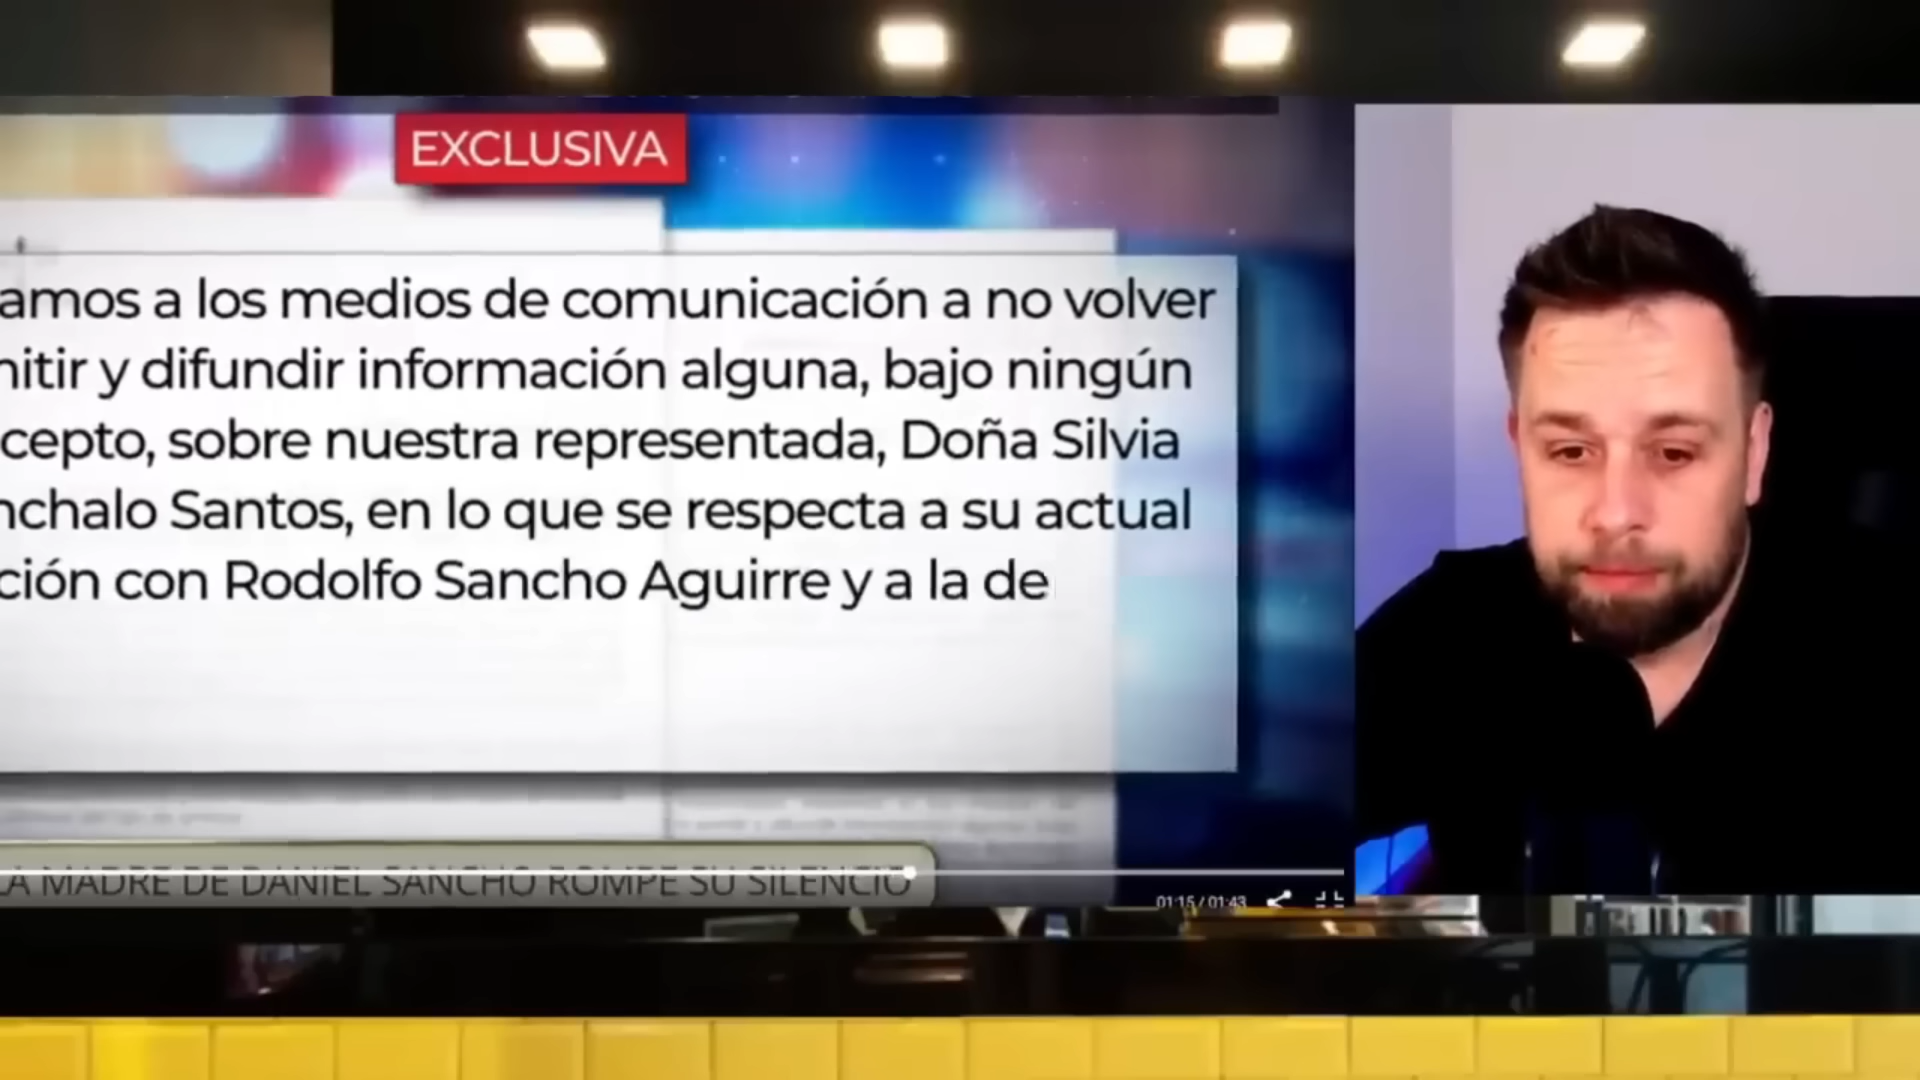 EXCLUSIVA
amos a los medios de comunicación a no volver
nitir y difundir información alguna, bajo ningún
cepto, sobre nuestra representada, Doña Silvia
nchalo Santos, en lo que se respecta a su actual
ción con Rodolfo Sancho Aguirre y a la de
LA MADRE DE DANIEL SANCHO ROMPE SU SILENCIO
01:15 / 01:43